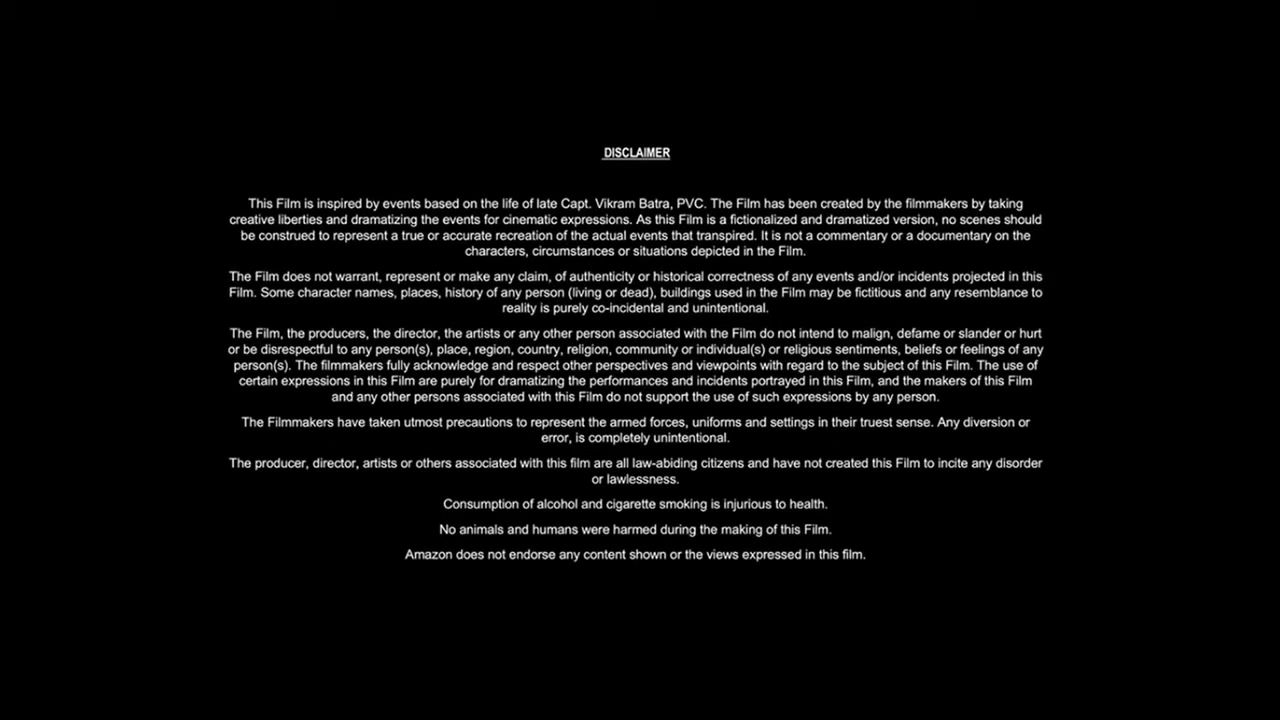 DISCLAIMER
This Film is inspired by events based on the life of late Capt. Vikram Batra, PVC. The Film has been created by the filmmakers by taking
creative liberties and dramatizing the events for cinematic expressions. As this Film is a fictionalized and dramatized version, no scenes should
be construed to represent a true or accurate recreation of the actual events that transpired. It is not a commentary or a documentary on the
characters, circumstances or situations depicted in the Film.
The Film does not warrant, represent or make any claim, of authenticity or historical correctness of any events and/or incidents projected in this
Film. Some character names, places, history of any person (living or dead), buildings used in the Film may be fictitious and any resemblance to
reality is purely co-incidental and unintentional.
The Film, the producers, the director, the artists or any other person associated with the Film do not intend to malign, defame or slander or hurt
or be disrespectful to any person(s), place, region, country, religion, community or individual(s) or religious sentiments, beliefs or feelings of any
person(s). The filmmakers fully acknowledge and respect other perspectives and viewpoints with regard to the subject of this Film. The use of
certain expressions in this Film are purely for dramatizing the performances and incidents portrayed in this Film, and the makers of this Film
and any other persons associated with this Film do not support the use of such expressions by any person.
The Filmmakers have taken utmost precautions to represent the armed forces, uniforms and settings in their truest sense. Any diversion or
error, is completely unintentional.
The producer, director, artists or others associated with this film are all law-abiding citizens and have not created this Film to incite any disorder
or lawlessness.
Consumption of alcohol and cigarette smoking is injurious to health.
No animals and humans were harmed during the making of this Film.
Amazon does not endorse any content shown or the views expressed in this film.